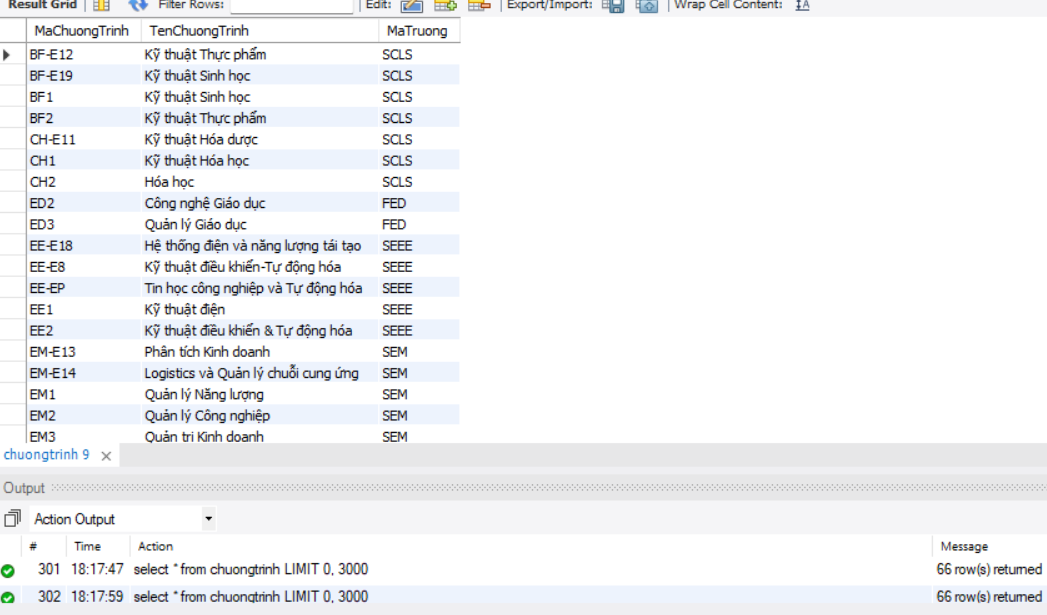 Result Grid Filter Rows: Edit: Export/Import: Wrap Cell Content: IA
MaChuongTrinh TenChuongTrinh MaTruong
BF-E12 Kỹ thuật Thực phẩm SCLS
BF-E19 Kỹ thuật Sinh học SCLS
BF1 Kỹ thuật Sinh học SCLS
BF2 Kỹ thuật Thực phẩm SCLS
CH-E11 Kỹ thuật Hóa dược SCLS
CH1 Kỹ thuật Hóa học SCLS
CH2 Hóa học SCLS
ED2 Công nghệ Giáo dục FED
ED3 Quản lý Giáo dục FED
EE-E18 Hệ thống điện và năng lượng tái tạo SEEE
EE-E8 Kỹ thuật điều khiển-Tự động hóa SEEE
EE-EP Tin học công nghiệp và Tự động hóa SEEE
EE1 Kỹ thuật điện SEEE
EE2 Kỹ thuật điều khiển & Tự động hóa SEEE
EM-E13 Phân tích Kinh doanh SEM
EM-E14 Logistics và Quản lý chuỗi cung ứng SEM
EM1 Quản lý Năng lượng SEM
EM2 Quản lý Công nghiệp SEM
EM3 Quản trị Kinh doanh SEM
chuongtrinh 9
Output
Action Output
# Time Action Message
301 18:17:47 select * from chuongtrinh LIMIT 0, 3000 66 row(s) returned
302 18:17:59 select * from chuongtrinh LIMIT 0, 3000 66 row(s) returned